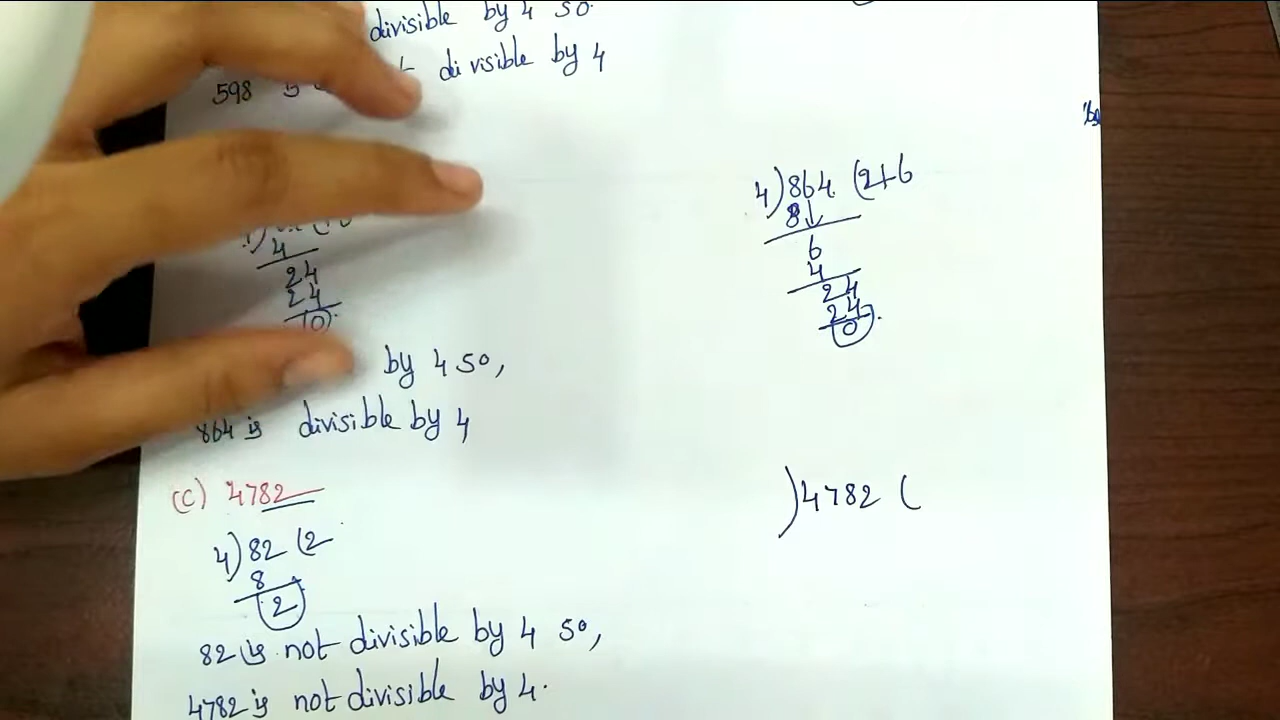 divisible by 4 so
divisible by 4
598
4
24
24
0
by 4 so,
864 is divisible by 4
(c) 4782
4)82 (2
8
2
82 is not divisible by 4 so,
4782 is not divisible by 4.
4)864 (216
8
6
4
24
24
0
)4782 (